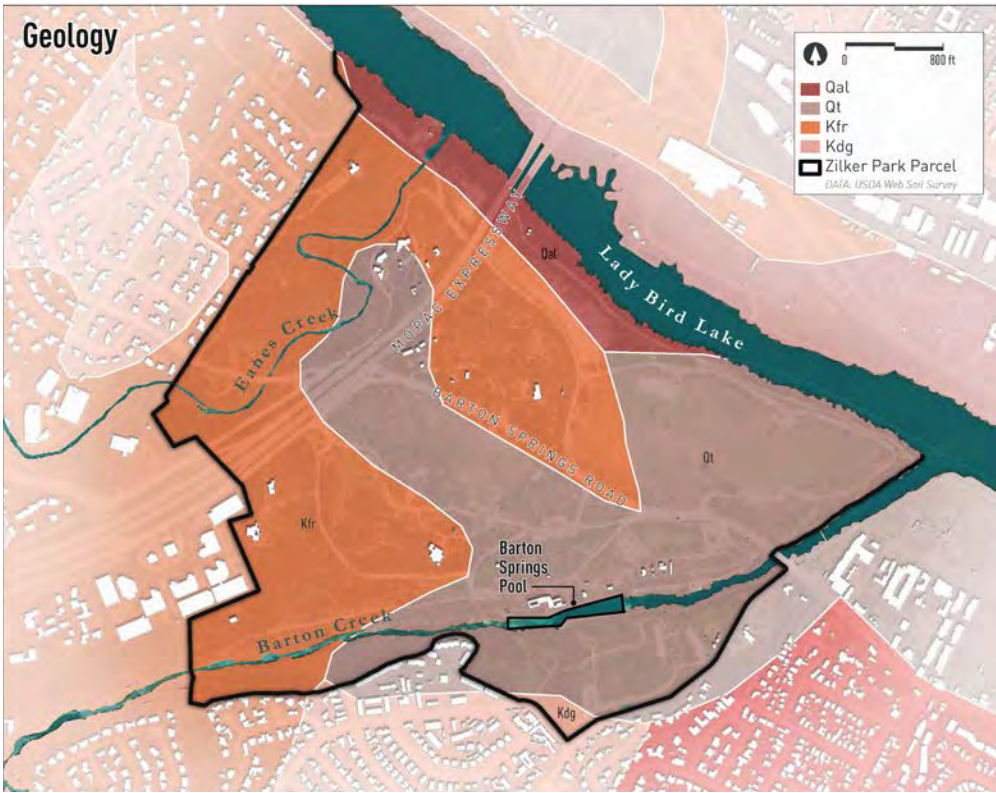 Geology
0 800 ft
Qal
Qt
Kfr
Kdg
Zilker Park Parcel
DATA: USDA Web Soil Survey
MOPAC EXPRESSWAY
Qal
Lady Bird Lake
Eanes Creek
BARTON SPRINGS ROAD
Qt
Kfr
Barton
Springs
Pool
Barton Creek
Kdg